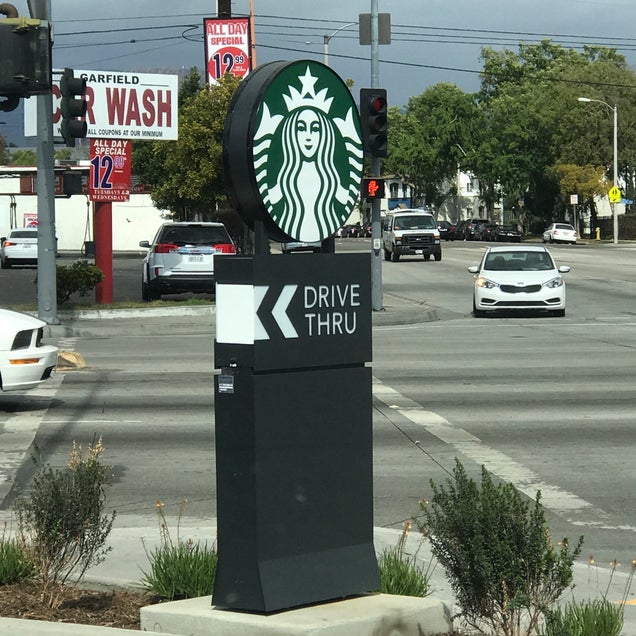 ALL DAY
SPECIAL
12.99
GARFIELD
CAR WASH
ALL COUPONS AT OUR MINIMUM
ALL DAY
SPECIAL
12.99
TUESDAYS &
WEDNESDAYS
DRIVE
THRU